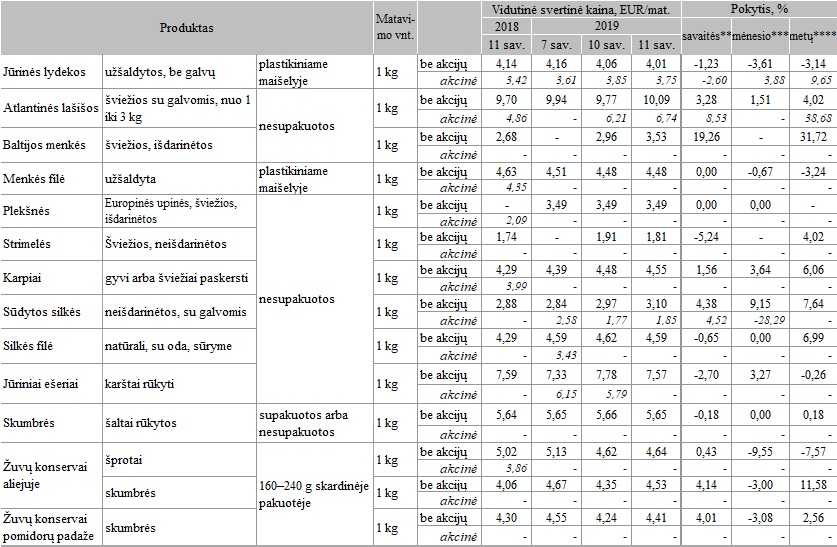 Produktas Matavi- Vidutinė svertinė kaina, EUR/mat. Pokytis, %
mo vnt. 2018 2019 savaitės** mėnesio*** metų****
11 sav. 7 sav. 10 sav. 11 sav.
Jūrinės lydekos užšaldytos, be galvų plastikiniame 1 kg be akcijų 4,14 4,16 4,06 4,01 -1,23 -3,61 -3,14
maišelyje akcinė 3,42 3,61 3,85 3,75 -2,60 3,88 9,65
Atlantinės lašišos šviežios su galvomis, nuo 1 nesupakuotos 1 kg be akcijų 9,70 9,94 9,77 10,09 3,28 1,51 4,02
iki 3 kg akcinė 4,86 - 6,21 6,74 8,53 - 38,68
Baltijos menkės šviežios, išdarinėtos 1 kg be akcijų 2,68 - 2,96 3,53 19,26 - 31,72
akcinė - - - - - - -
Menkės filė užšaldyta plastikiniame 1 kg be akcijų 4,63 4,51 4,48 4,48 0,00 -0,67 -3,24
maišelyje akcinė 4,35 - - - - - -
Plekšnės Europinės upinės, šviežios, nesupakuotos 1 kg be akcijų - 3,49 3,49 3,49 0,00 0,00 -
išdarinėtos akcinė 2,09 - - - - - -
Strimelės Šviežios, neišdarinėtos 1 kg be akcijų 1,74 - 1,91 1,81 -5,24 - 4,02
akcinė - - - - - - -
Karpiai gyvi arba šviežiai paskersti 1 kg be akcijų 4,29 4,39 4,48 4,55 1,56 3,64 6,06
akcinė 3,99 - - - - - -
Sūdytos silkės neišdarinėtos, su galvomis 1 kg be akcijų 2,88 2,84 2,97 3,10 4,38 9,15 7,64
akcinė - 2,58 1,77 1,85 4,52 -28,29 -
Silkės filė natūrali, su oda, sūryme 1 kg be akcijų 4,29 4,59 4,62 4,59 -0,65 0,00 6,99
akcinė - 3,43 - - - - -
Jūriniai ešeriai karštai rūkyti 1 kg be akcijų 7,59 7,33 7,78 7,57 -2,70 3,27 -0,26
akcinė - 6,15 5,79 - - - -
Skumbrės šaltai rūkytos supakuotos arba 1 kg be akcijų 5,64 5,65 5,66 5,65 -0,18 0,00 0,18
nesupakuotos akcinė - - - - - - -
Žuvų konservai aliejuje šprotai 160–240 g skardinėje pakuotėje 1 kg be akcijų 5,02 5,13 4,62 4,64 0,43 -9,55 -7,57
akcinė 3,86 - - - - - -
skumbrės 1 kg be akcijų 4,06 4,67 4,35 4,53 4,14 -3,00 11,58
akcinė - - - - - - -
Žuvų konservai skumbrės 1 kg be akcijų 4,30 4,55 4,24 4,41 4,01 -3,08 2,56
pomidorų padaže akcinė - - - - - - -